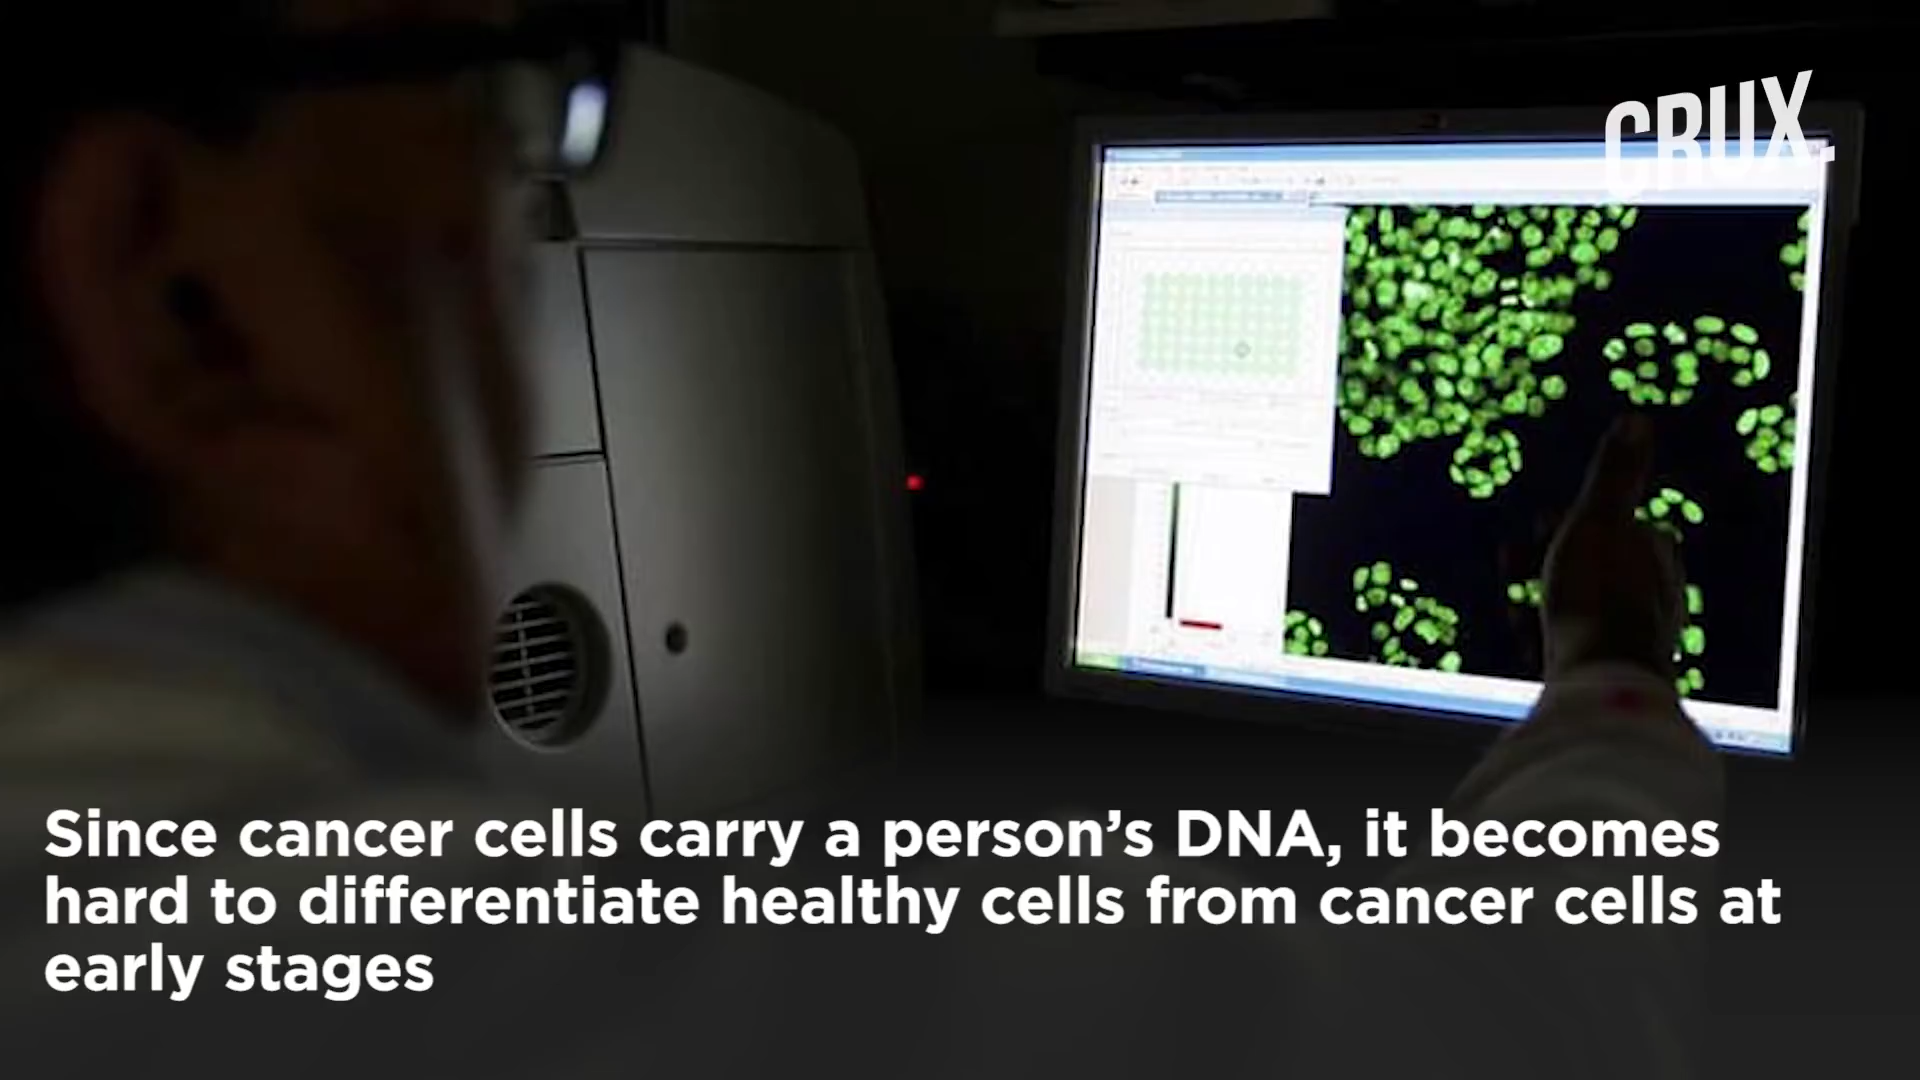 CRUX.
Since cancer cells carry a person's DNA, it becomes
hard to differentiate healthy cells from cancer cells at
early stages